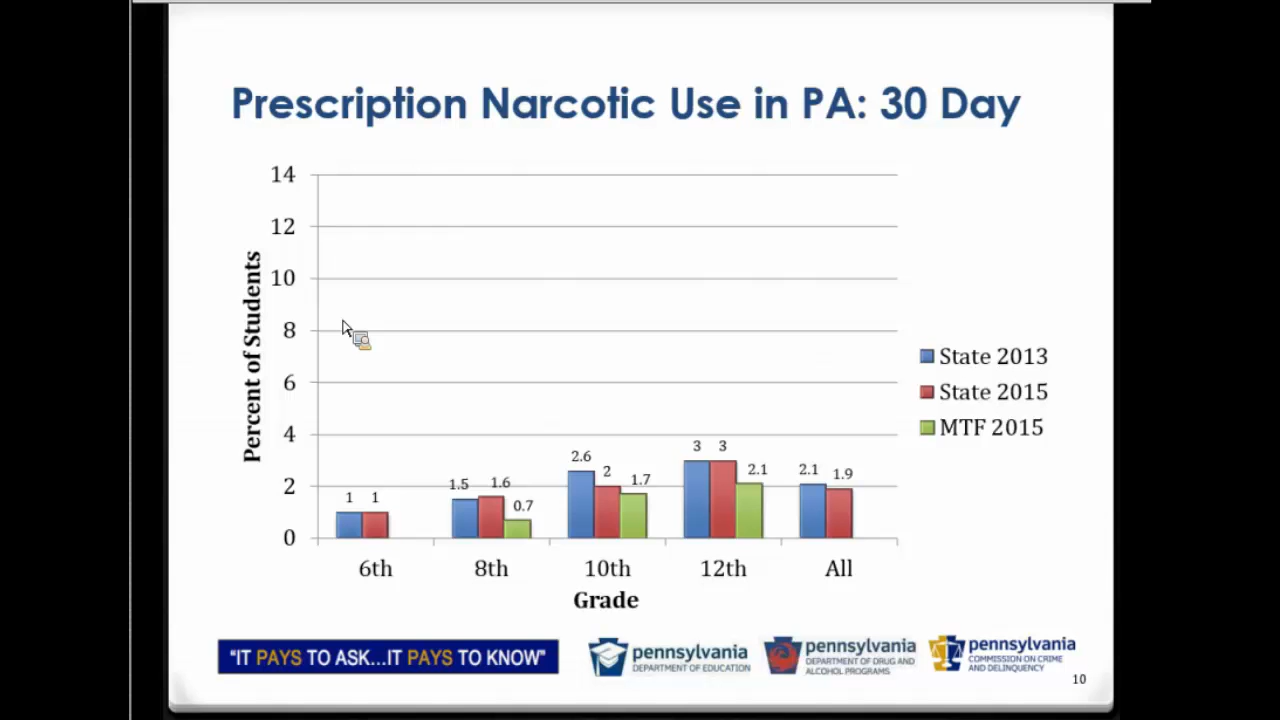 Prescription Narcotic Use in PA: 30 Day
14
12
10
8
6
4
2
0
Percent of Students
1
1
1.5
1.6
0.7
2.6
2
1.7
3
3
2.1
2.1
1.9
6th
8th
10th
12th
All
Grade
State 2013
State 2015
MTF 2015
"IT PAYS TO ASK...IT PAYS TO KNOW"
pennsylvania
DEPARTMENT OF EDUCATION
pennsylvania
DEPARTMENT OF DRUG AND
ALCOHOL PROGRAMS
pennsylvania
COMMISSION ON CRIME
AND DELINQUENCY
10